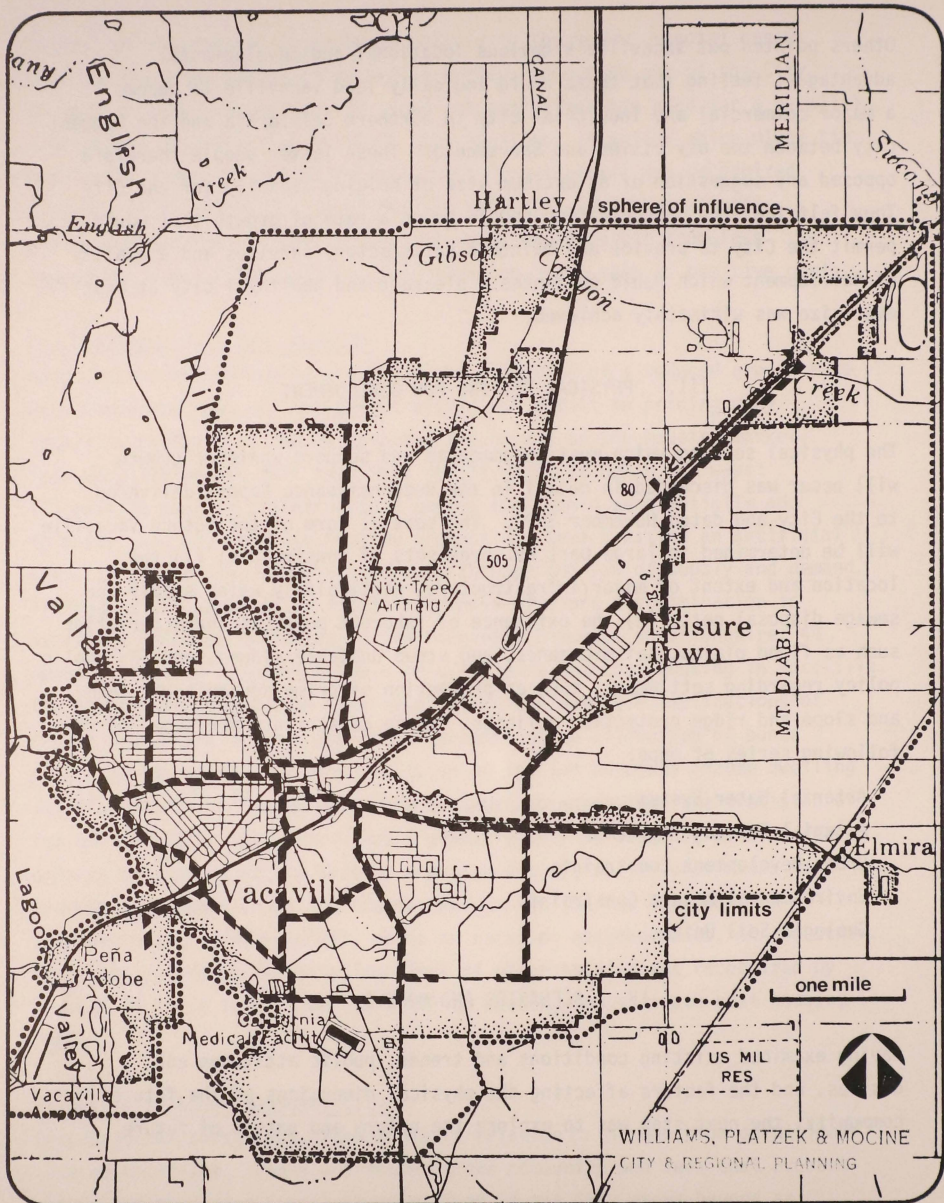 English
Creek
English
Hills
CANAL
MERIDIAN
Sweany
Hartley
sphere of influence
Gibson
Canyon
Creek
80
505
Nut Tree
Airfield
Leisure
Town
MT. DIABLO
Valley
Elmira
Vacaville
city limits
Lagoon
Valley
Peña
Adobe
one mile
California
Medical Facility
US MIL
RES
Vacaville
Airport
WILLIAMS, PLATZEK & MOCINE
CITY & REGIONAL PLANNING